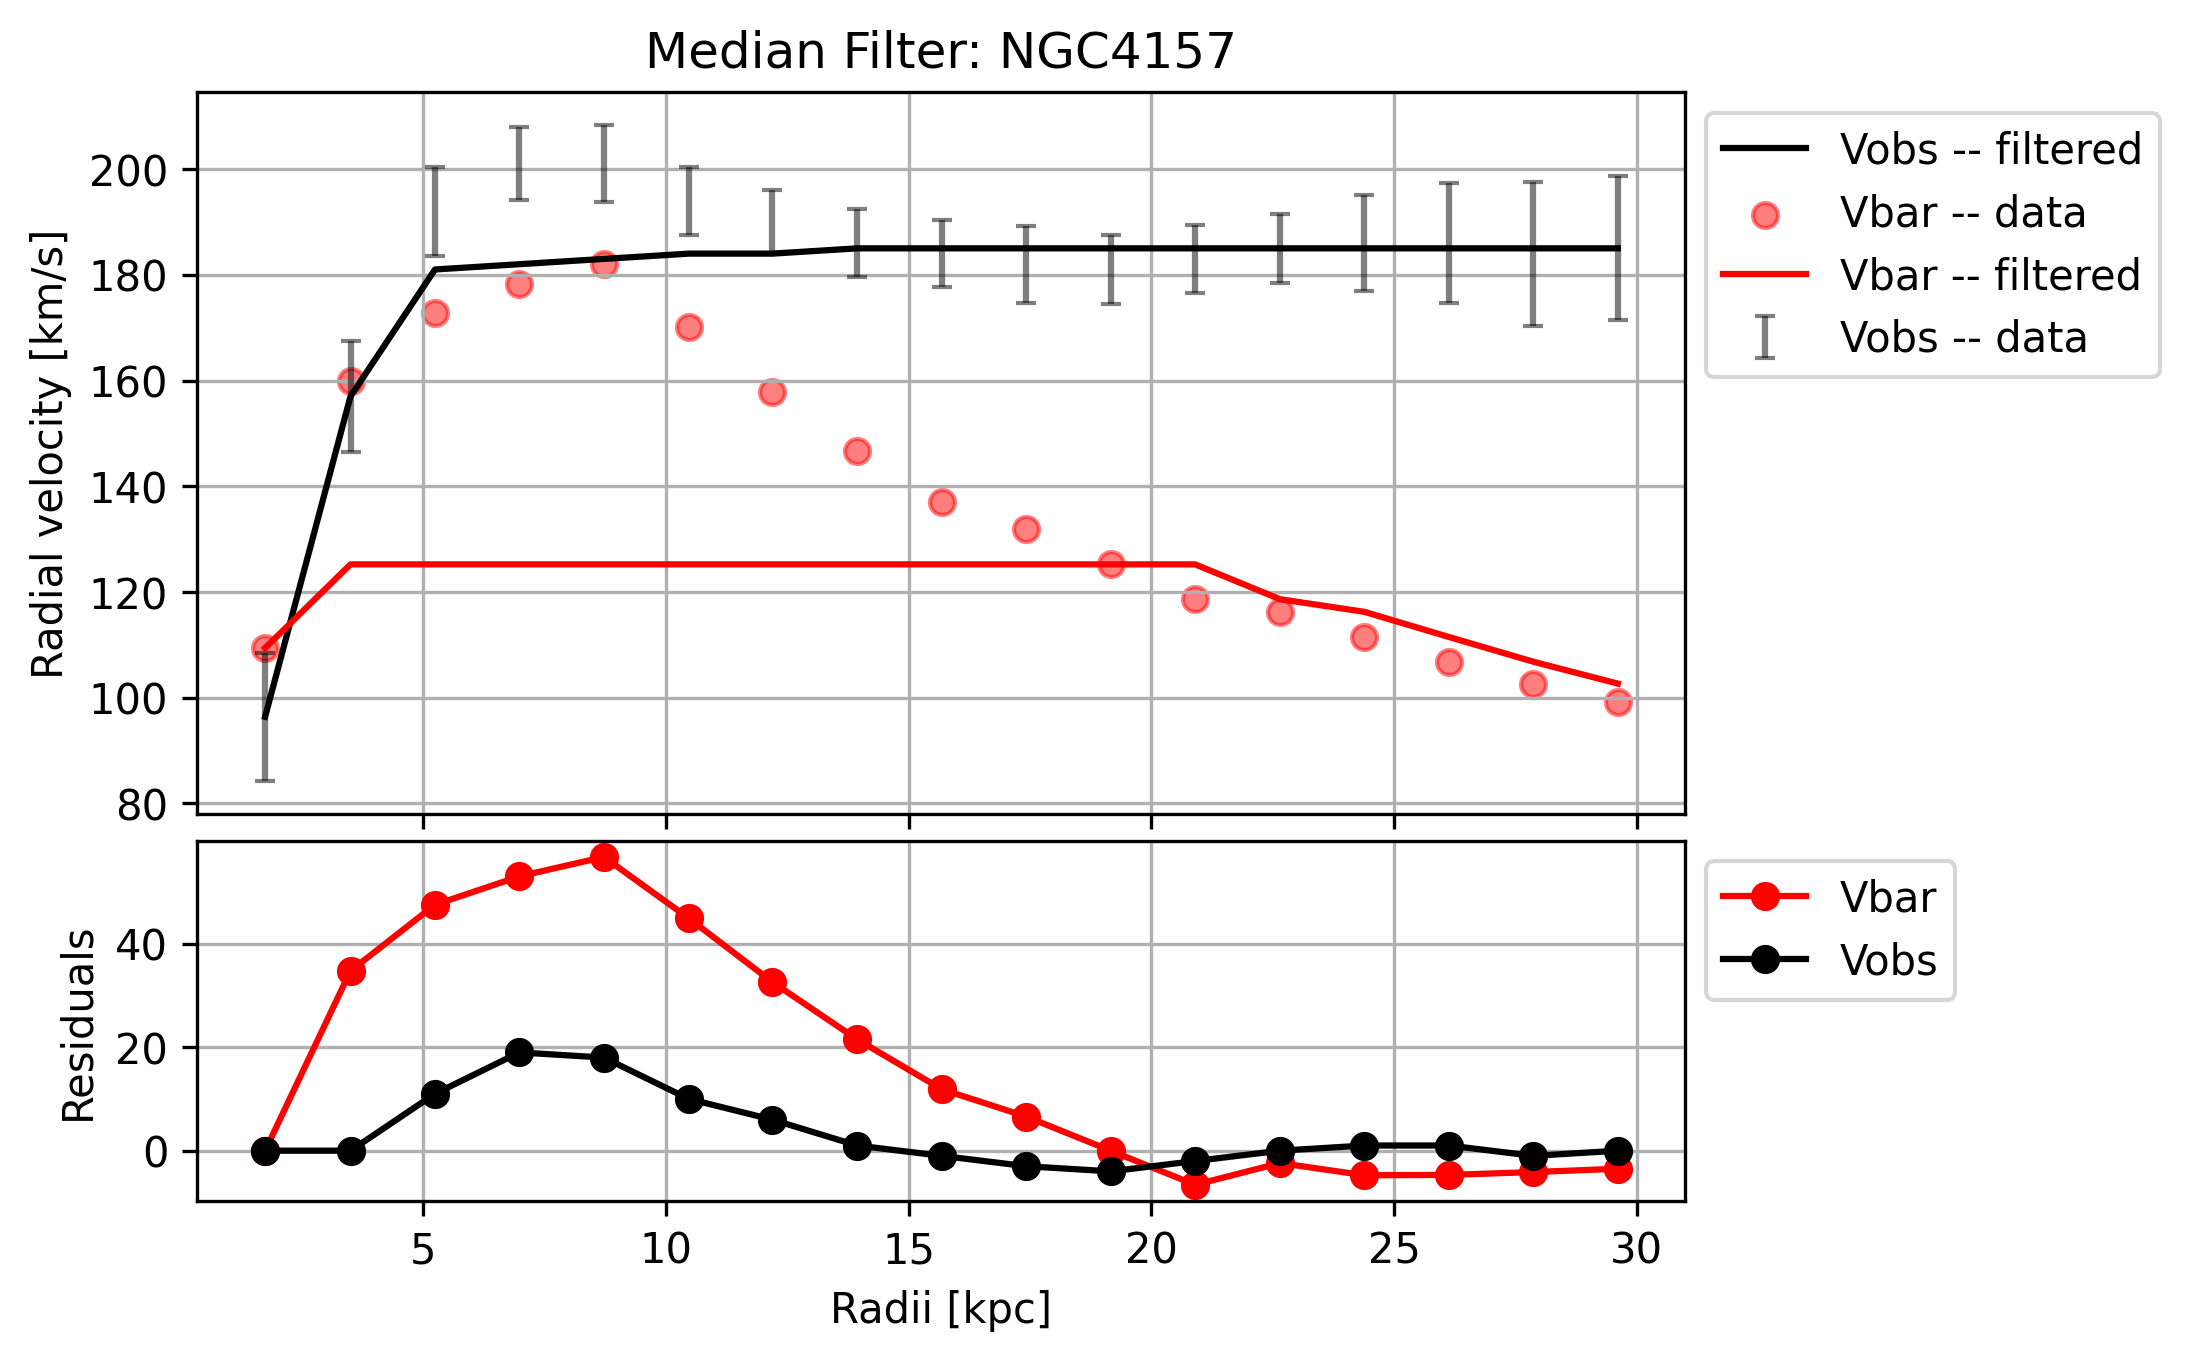 Median Filter: NGC4157
Radial velocity [km/s]
200
180
160
140
120
100
80
Vobs -- filtered
Vbar -- data
Vbar -- filtered
Vobs -- data
Residuals
40
20
0
Vbar
Vobs
5 10 15 20 25 30
Radii [kpc]